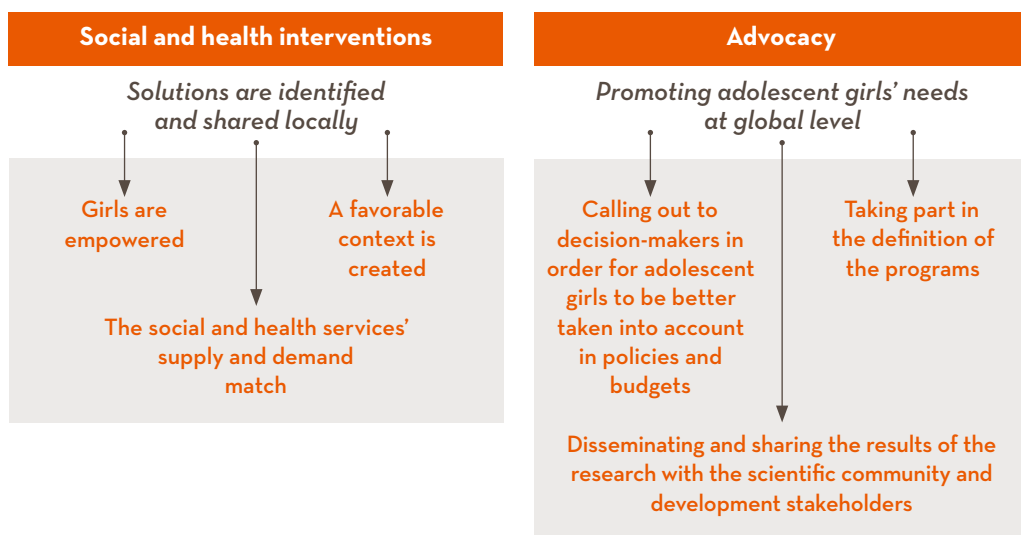 Social and health interventions
Solutions are identified
and shared locally
Girls are
empowered
A favorable
context is
created
The social and health services’
supply and demand
match
Advocacy
Promoting adolescent girls’ needs
at global level
Calling out to
decision-makers in
order for adolescent
girls to be better
taken into account
in policies and
budgets
Taking part in
the definition of
the programs
Disseminating and sharing the results of the
research with the scientific community and
development stakeholders